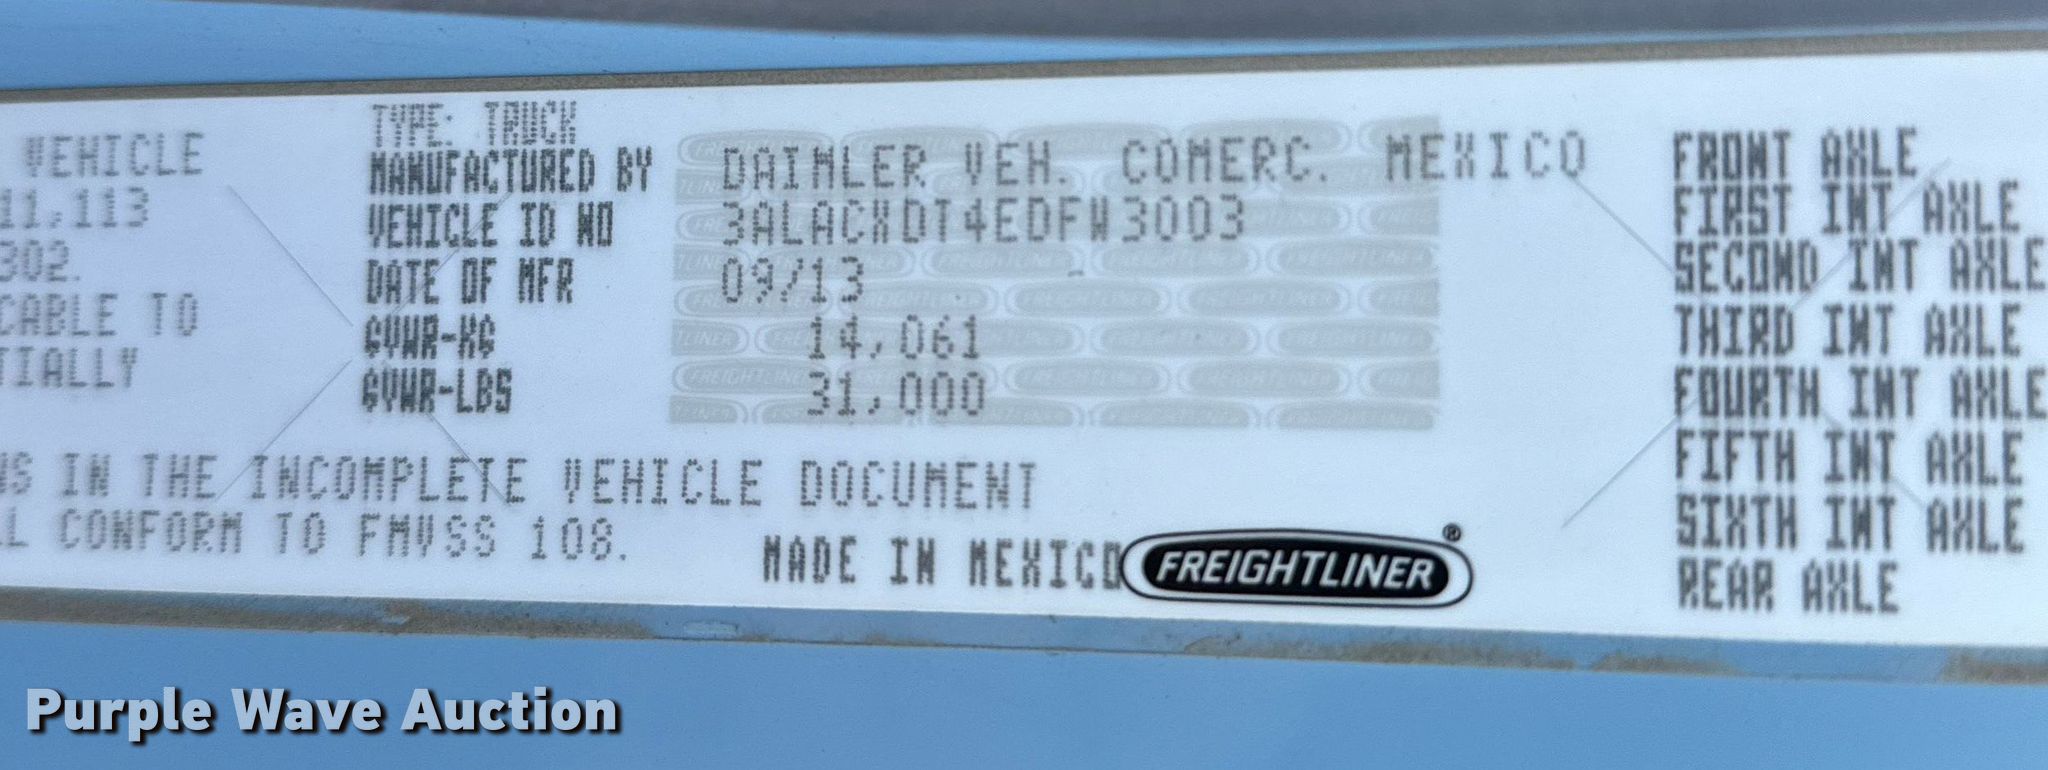 VEHICLE
11,113
302.
CABLE TO
TIALLY
TYPE: TRUCK
MANUFACTURED BY DAIMLER VEH. COMERC. MEXICO
VEHICLE ID NO 3ALACXDT4EDFW3003
DATE OF MFR 09/13
GVWR-KG 14,061
GVWR-LBS 31,000
NS IN THE INCOMPLETE VEHICLE DOCUMENT
LL CONFORM TO FMVSS 108.
MADE IN MEXICO FREIGHTLINER®
FRONT AXLE
FIRST INT AXLE
SECOND INT AXLE
THIRD INT AXLE
FOURTH INT AXLE
FIFTH INT AXLE
SIXTH INT AXLE
REAR AXLE
Purple Wave Auction